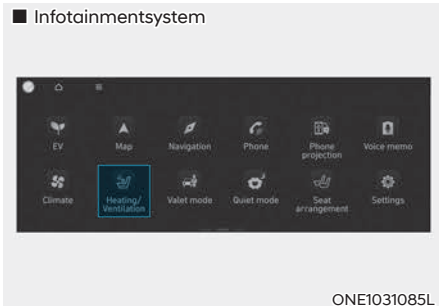 ■ Infotainmentsystem
EV
Map
Navigation
Phone
Phone
projection
Voice memo
Climate
Heating/
Ventilation
Valet mode
Quiet mode
Seat
arrangement
Settings
ONE1031085L